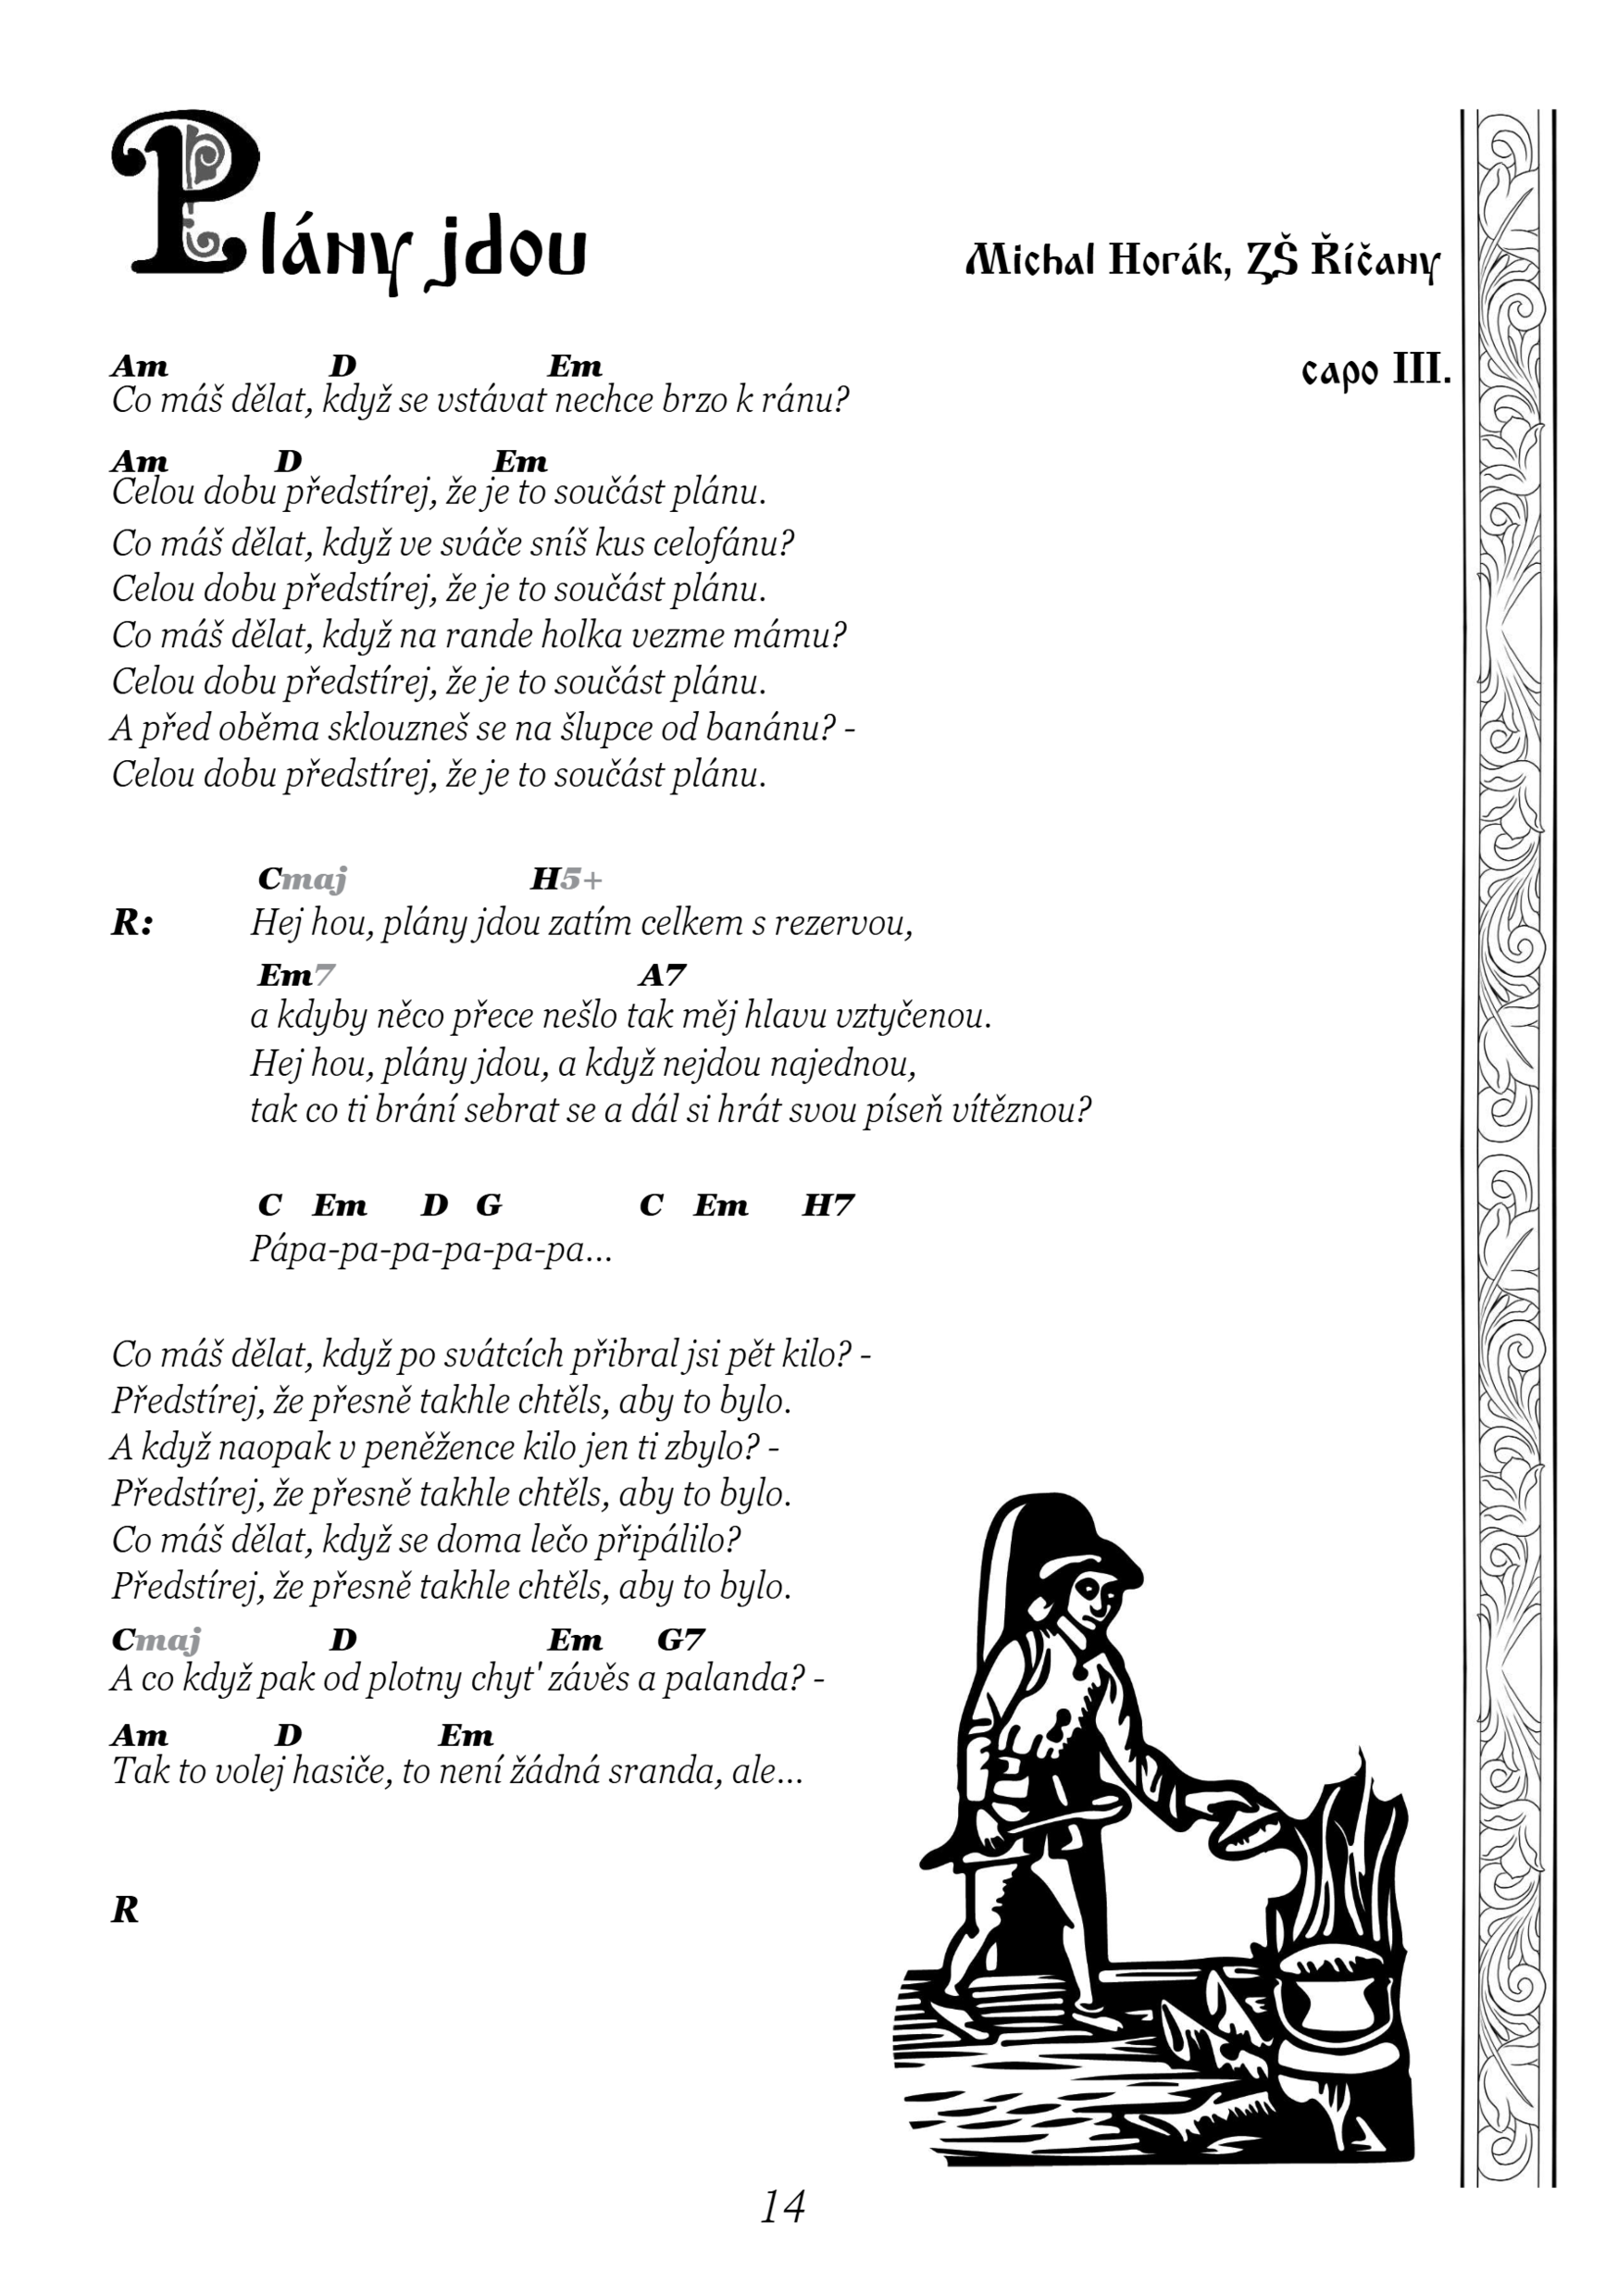 Plány jdou
Michal Horák, ZŠ Říčany
capo III.
Am D Em
Co máš dělat, když se vstávat nechce brzo k ránu?
Am D Em
Celou dobu předstírej, že je to součást plánu.
Co máš dělat, když ve sváče sníš kus celofánu?
Celou dobu předstírej, že je to součást plánu.
Co máš dělat, když na rande holka vezme mámu?
Celou dobu předstírej, že je to součást plánu.
A před oběma sklouzneš se na šlupce od banánu? -
Celou dobu předstírej, že je to součást plánu.
Cmaj H5+
R: Hej hou, plány jdou zatím celkem s rezervou,
Em7 A7
a kdyby něco přece nešlo tak měj hlavu vztyčenou.
Hej hou, plány jdou, a když nejdou najednou,
tak co ti brání sebrat se a dál si hrát svou píseň vítěznou?
C Em D G C Em H7
Pápa-pa-pa-pa-pa-pa...
Co máš dělat, když po svátcích přibral jsi pět kilo? -
Předstírej, že přesně takhle chtěls, aby to bylo.
A když naopak v peněžence kilo jen ti zbylo? -
Předstírej, že přesně takhle chtěls, aby to bylo.
Co máš dělat, když se doma lečo připálilo?
Předstírej, že přesně takhle chtěls, aby to bylo.
Cmaj D Em G7
A co když pak od plotny chyt' závěs a palanda? -
Am D Em
Tak to volej hasiče, to není žádná sranda, ale...
R
14